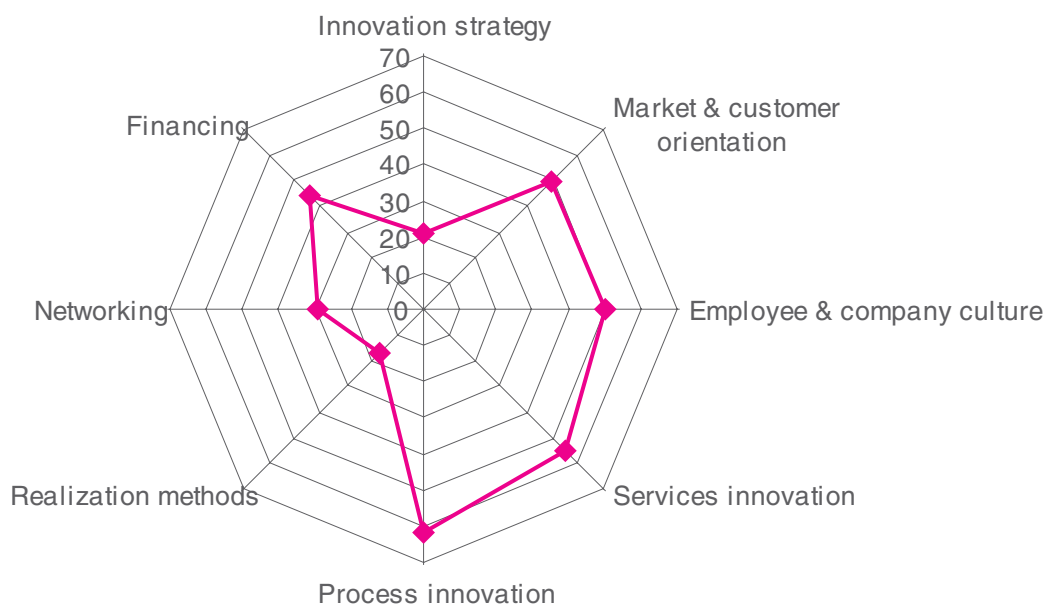 Innovation strategy
70
60
50
40
30
20
10
0
Market & customer
orientation
Employee & company culture
Services innovation
Process innovation
Realization methods
Networking
Financing